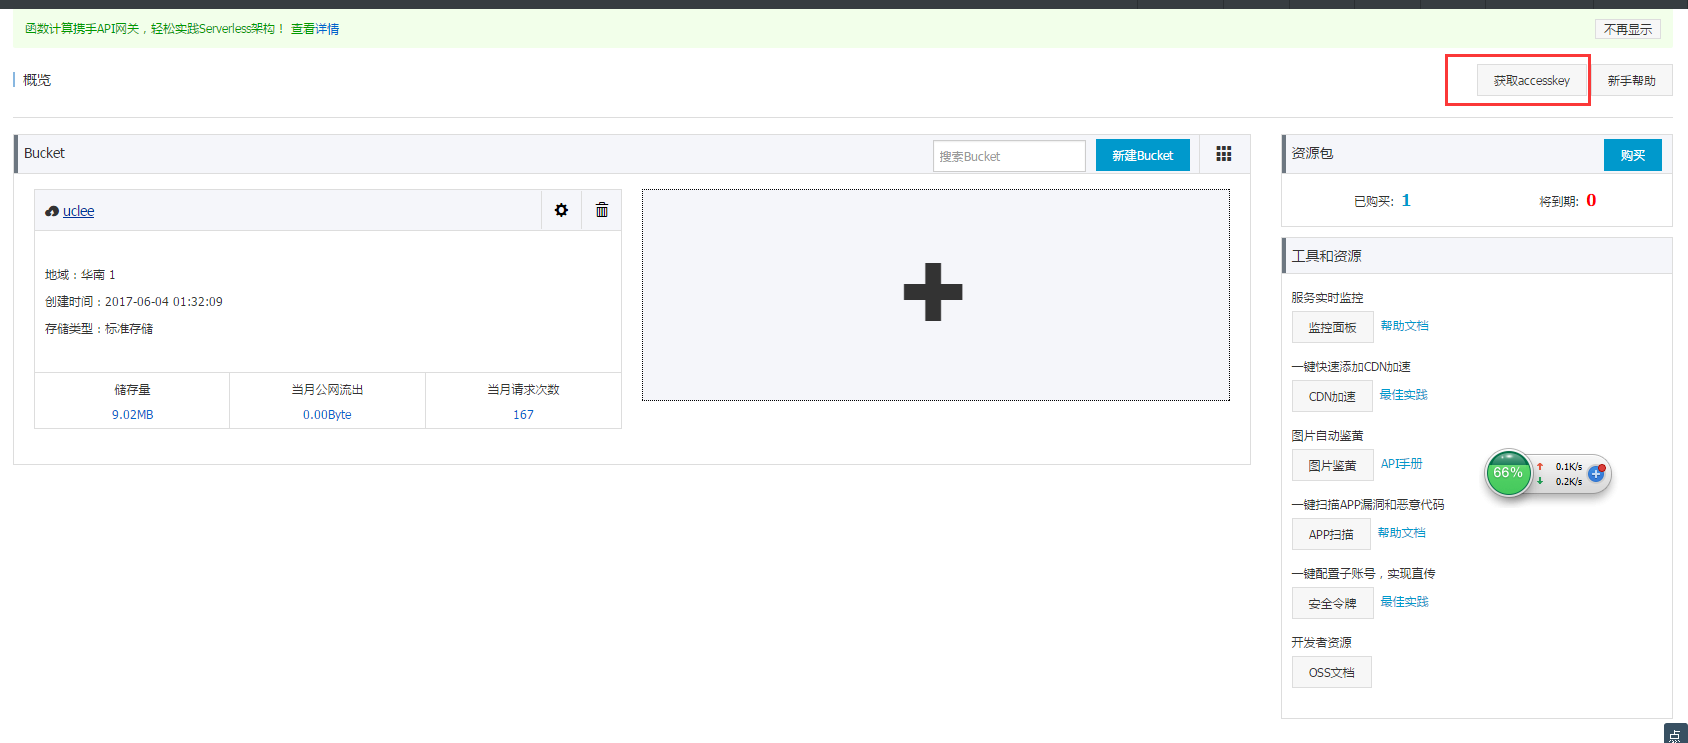 函数计算携手API网关，轻松实践Serverless架构！ 查看详情
不再显示
概览
获取accesskey
新手帮助
Bucket
搜索Bucket
新建Bucket
资源包
购买
uclee
已购买: 1
将到期: 0
地域：华南 1
创建时间：2017-06-04 01:32:09
存储类型：标准存储
储存量
当月公网流出
当月请求次数
9.02MB
0.00Byte
167
工具和资源
服务实时监控
监控面板
帮助文档
一键快速添加CDN加速
CDN加速
最佳实践
图片自动鉴黄
图片鉴黄
API手册
66%
0.1K/s
0.2K/s
一键扫描APP漏洞和恶意代码
APP扫描
帮助文档
一键配置子账号，实现直传
安全令牌
最佳实践
开发者资源
OSS文档
点